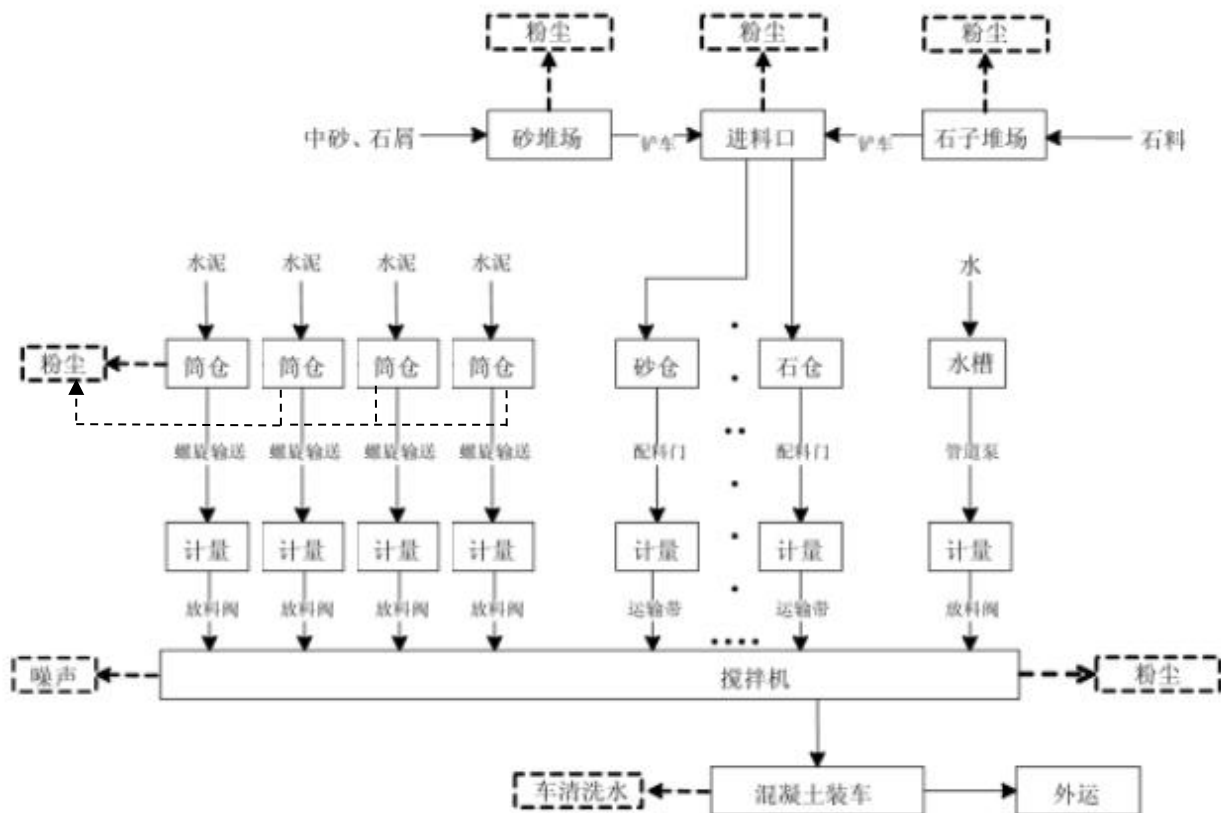 粉尘 粉尘 粉尘
中砂、石屑 砂堆场 铲车 进料口 铲车 石子堆场 石料
水泥 水泥 水泥 水泥 水
粉尘 筒仓 筒仓 筒仓 筒仓 砂仓 石仓 水槽
螺旋输送 螺旋输送 螺旋输送 螺旋输送 配料门 配料门 管道泵
计量 计量 计量 计量 计量 计量 计量
放料阀 放料阀 放料阀 放料阀 运输带 运输带 放料阀
噪声 搅拌机 粉尘
车清洗水 混凝土装车 外运